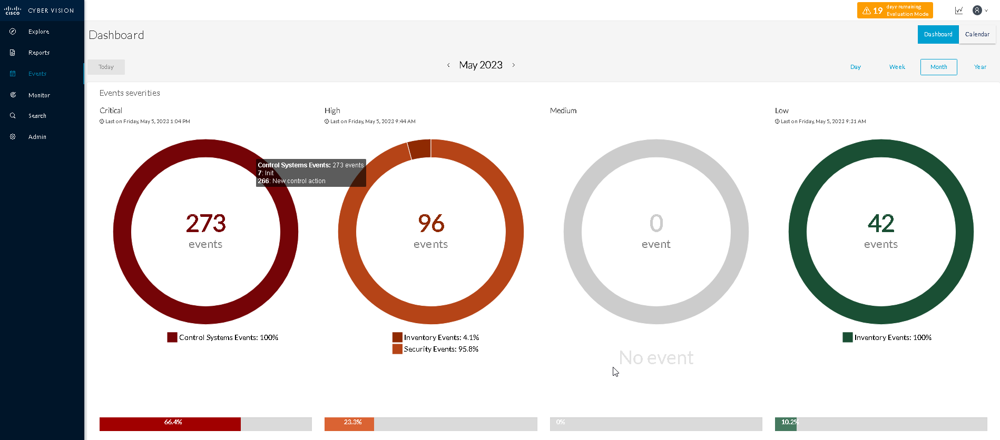 CISCO CYBER VISION
19 days remaining
Evaluation Mode
Explore
Reports
Events
Monitor
Search
Admin
Dashboard
Dashboard Calendar
Today
< May 2023 >
Day Week Month Year
Events severities
Critical
Last on Friday, May 5, 2023 1:04 PM
High
Last on Friday, May 5, 2023 9:44 AM
Medium
Low
Last on Friday, May 5, 2023 9:31 AM
Control Systems Events: 273 events
7: Init
266: New control action
273
events
96
events
0
event
42
events
Control Systems Events: 100%
Inventory Events: 4.1%
Security Events: 95.8%
No event
Inventory Events: 100%
66.4%
23.3%
0%
10.2%